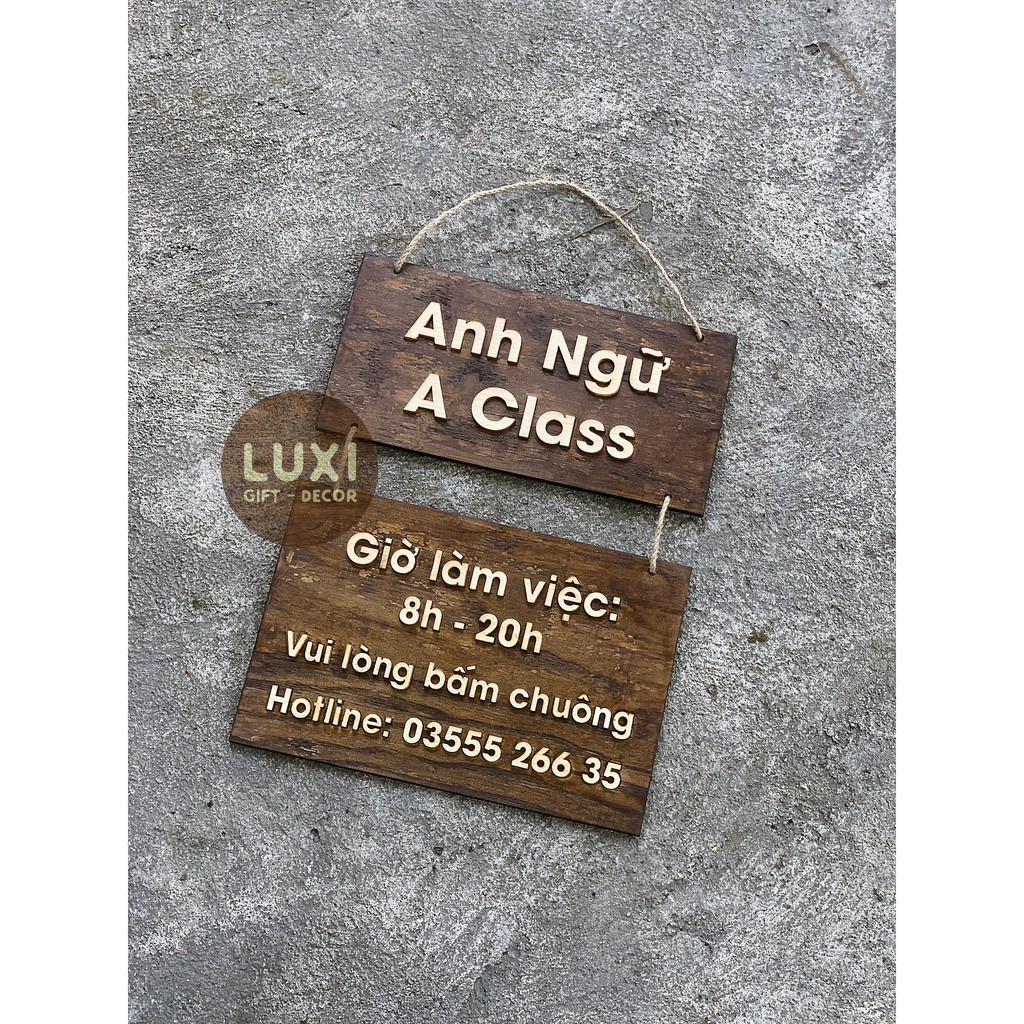 Anh Ngữ
A Class
LUXI
GIFT - DECOR
Giờ làm việc:
8h - 20h
Vui lòng bấm chuông
Hotline: 03555 266 35